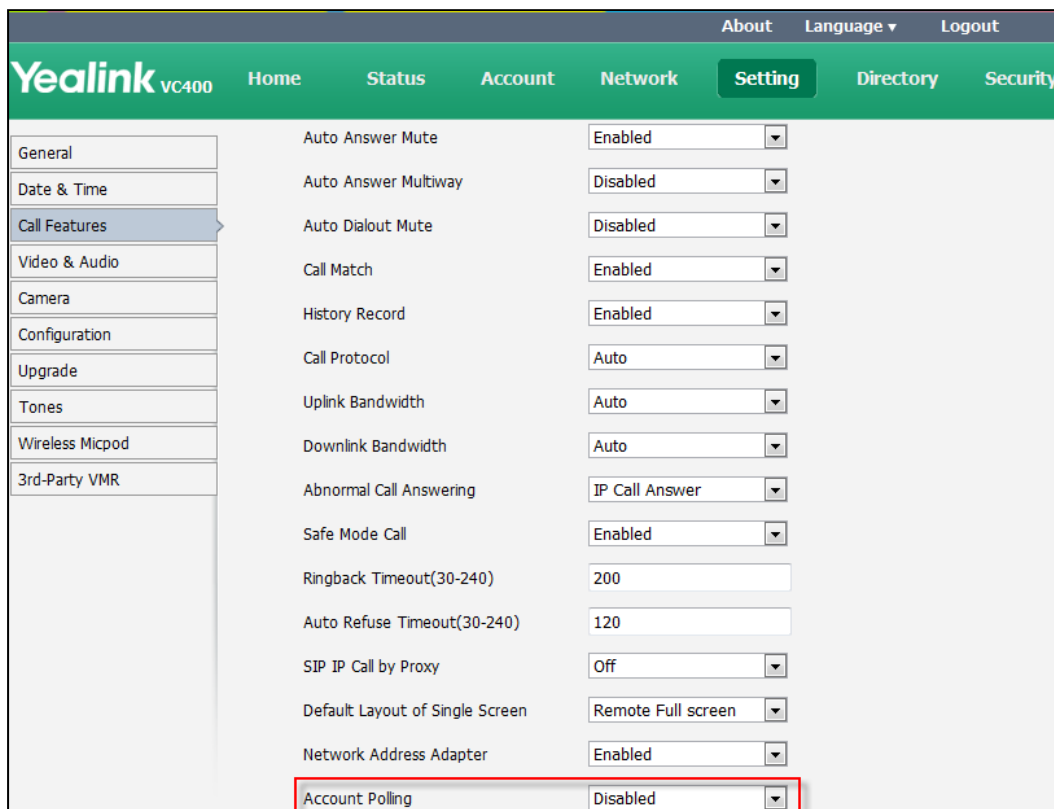 About Language ▾ Logout
Yealink VC400 Home Status Account Network Setting Directory Security
General
Date & Time
Call Features
Video & Audio
Camera
Configuration
Upgrade
Tones
Wireless Micpod
3rd-Party VMR
Auto Answer Mute Enabled
Auto Answer Multiway Disabled
Auto Dialout Mute Disabled
Call Match Enabled
History Record Enabled
Call Protocol Auto
Uplink Bandwidth Auto
Downlink Bandwidth Auto
Abnormal Call Answering IP Call Answer
Safe Mode Call Enabled
Ringback Timeout(30-240) 200
Auto Refuse Timeout(30-240) 120
SIP IP Call by Proxy Off
Default Layout of Single Screen Remote Full screen
Network Address Adapter Enabled
Account Polling Disabled